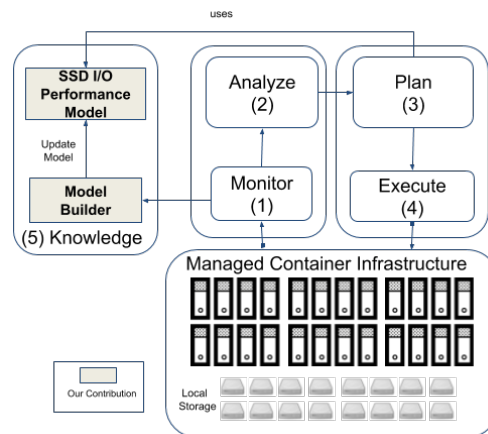 uses
SSD I/O
Performance
Model
Update
Model
Model
Builder
(5) Knowledge
Analyze
(2)
Monitor
(1)
Plan
(3)
Execute
(4)
Managed Container Infrastructure
Local
Storage
Our Contribution